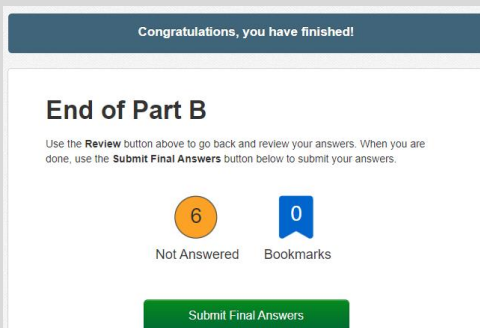 Congratulations, you have finished!
End of Part B
Use the Review button above to go back and review your answers. When you are
done, use the Submit Final Answers button below to submit your answers.
6
0
Not Answered
Bookmarks
Submit Final Answers